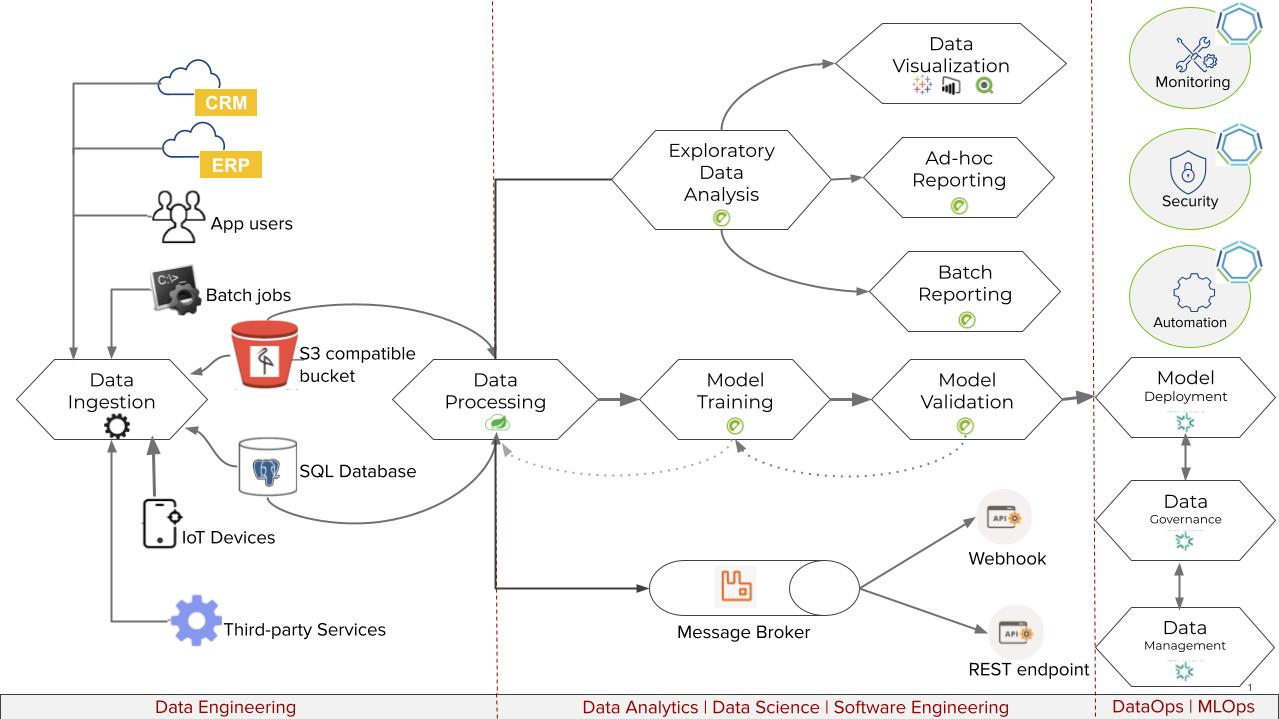 CRM
ERP
App users
C:\>_
Batch jobs
S3 compatible
bucket
Data
Ingestion
SQL Database
IoT Devices
Third-party Services
Data
Processing
Exploratory
Data
Analysis
Data
Visualization
Ad-hoc
Reporting
Batch
Reporting
Model
Training
Model
Validation
Message Broker
API
Webhook
API
REST endpoint
Monitoring
Security
Automation
Model
Deployment
Data
Governance
Data
Management
1
Data Engineering
Data Analytics | Data Science | Software Engineering
DataOps | MLOps